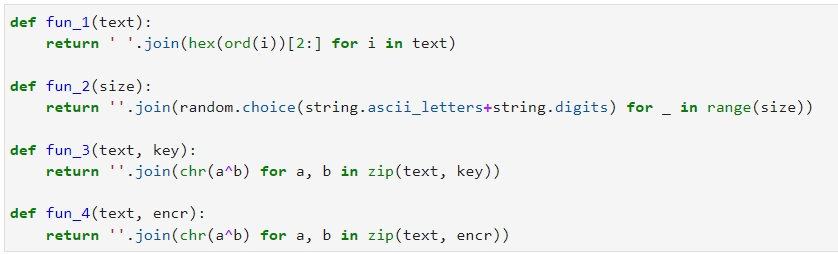 def fun_1(text):
    return ' '.join(hex(ord(i))[2:] for i in text)
def fun_2(size):
    return ''.join(random.choice(string.ascii_letters+string.digits) for _ in range(size))
def fun_3(text, key):
    return ''.join(chr(a^b) for a, b in zip(text, key))
def fun_4(text, encr):
    return ''.join(chr(a^b) for a, b in zip(text, encr))